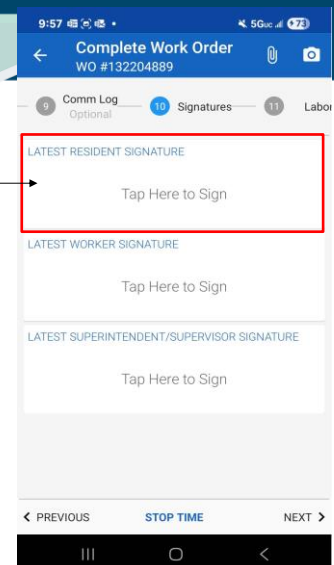 9:57
5G 73
Complete Work Order
WO #132204889
9 Comm Log 10 Signatures 11 Labor
Optional
LATEST RESIDENT SIGNATURE
Tap Here to Sign
LATEST WORKER SIGNATURE
Tap Here to Sign
LATEST SUPERINTENDENT/SUPERVISOR SIGNATURE
Tap Here to Sign
PREVIOUS STOP TIME NEXT